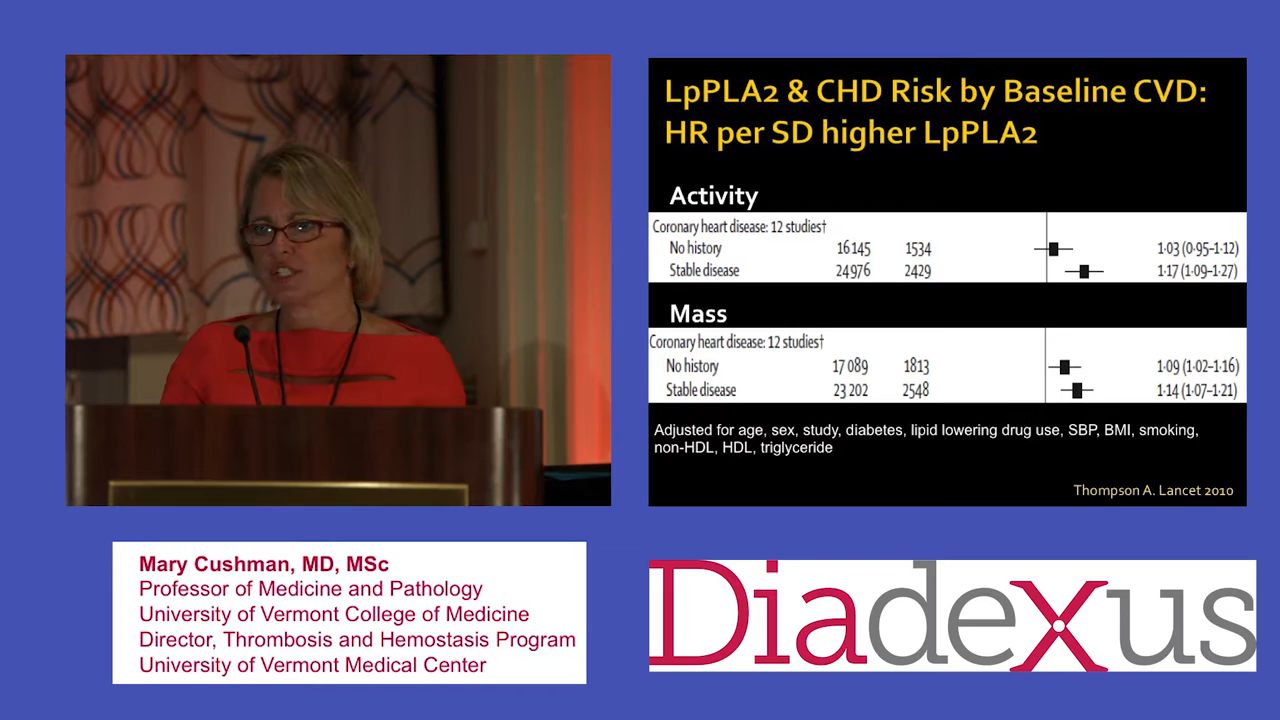 LpPLA2 & CHD Risk by Baseline CVD:
HR per SD higher LpPLA2
Activity
Coronary heart disease: 12 studies†
No history 16 145 1534 1·03 (0·95–1·12)
Stable disease 24 976 2429 1·17 (1·09–1·27)
Mass
Coronary heart disease: 12 studies†
No history 17 089 1813 1·09 (1·02–1·16)
Stable disease 23 202 2548 1·14 (1·07–1·21)
Adjusted for age, sex, study, diabetes, lipid lowering drug use, SBP, BMI, smoking,
non-HDL, HDL, triglyceride
Thompson A. Lancet 2010
Mary Cushman, MD, MSc
Professor of Medicine and Pathology
University of Vermont College of Medicine
Director, Thrombosis and Hemostasis Program
University of Vermont Medical Center
DiadeXus